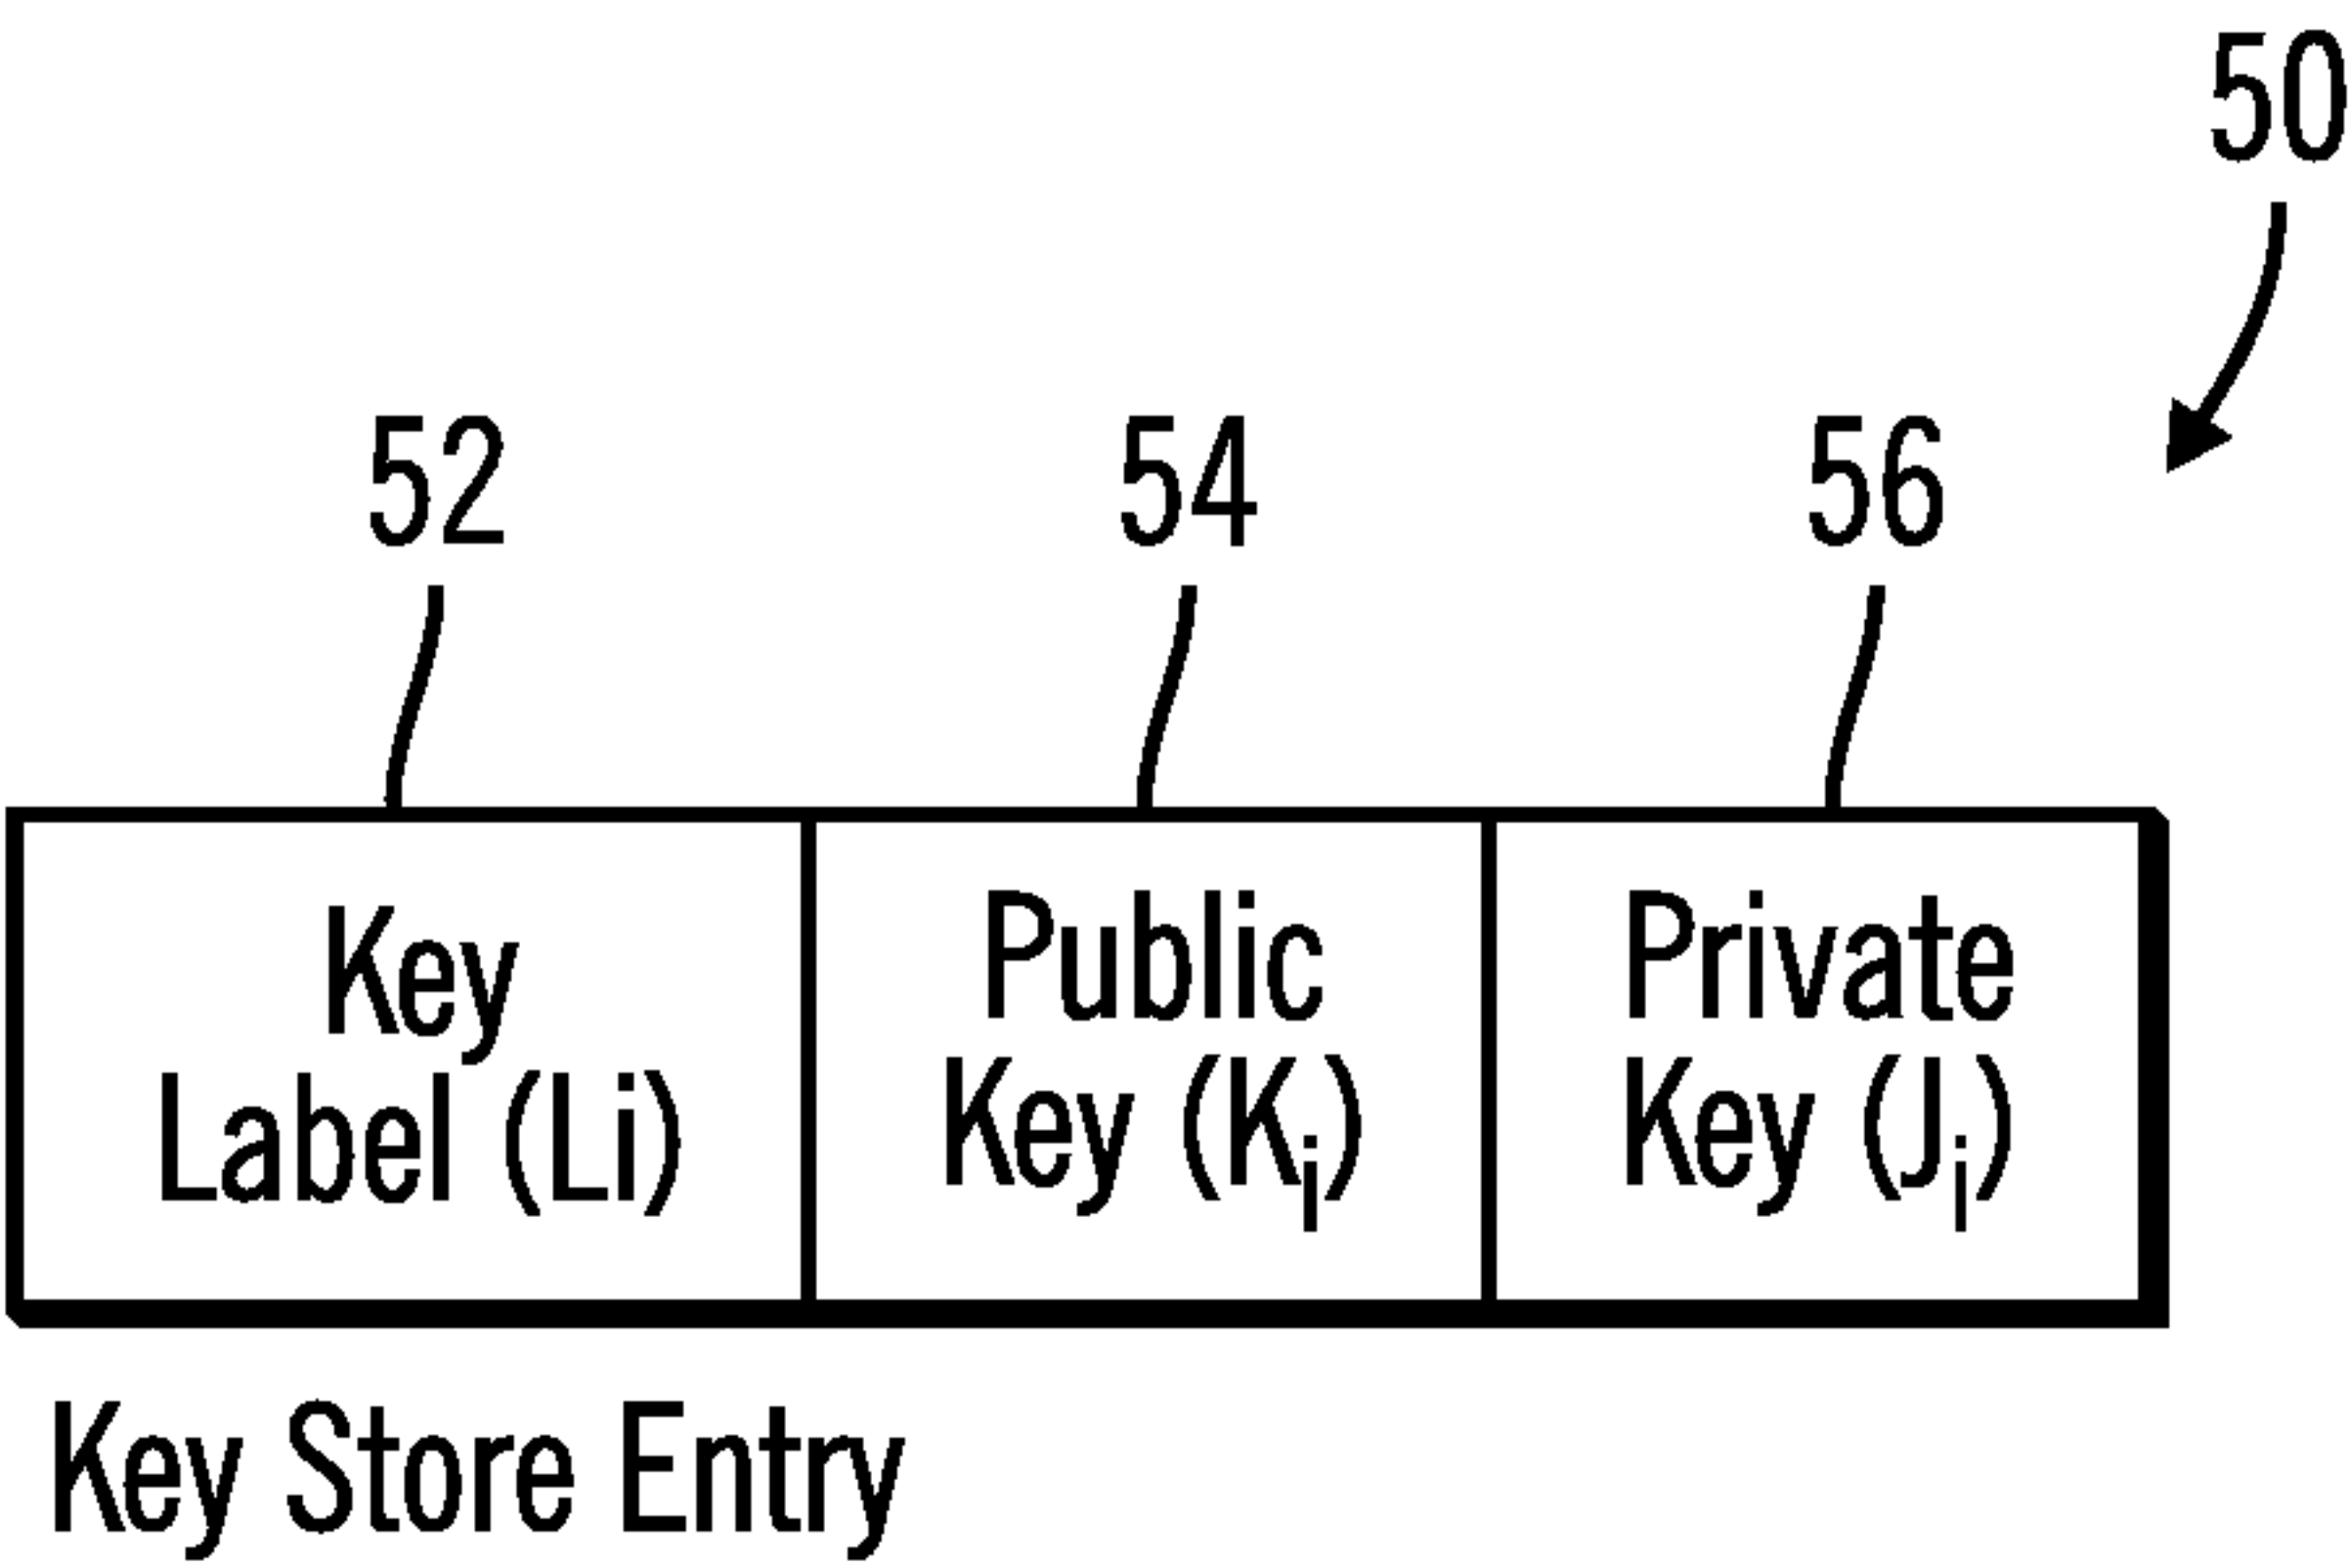 50
52 54 56
Key
Label (Li)
Public
Key (Ki)
Private
Key (Ji)
Key Store Entry